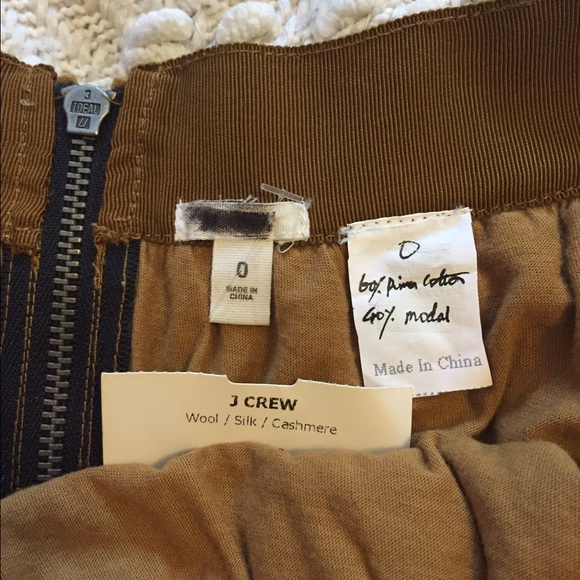 3
IDEAL
0
MADE IN
CHINA
0
60% Pima Cotton
40% modal
Made In China
J CREW
Wool / Silk / Cashmere